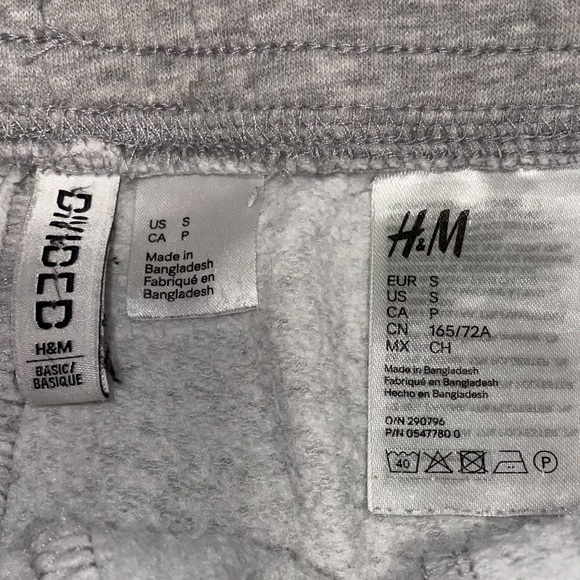 DIVIDED
H&M
BASIC/
BASIQUE
US S
CA P
Made in
Bangladesh
Fabriqué en
Bangladesh
H&M
EUR S
US S
CA P
CN 165/72A
MX CH
Made in Bangladesh
Fabriqué en Bangladesh
Hecho en Bangladesh
O/N 290796
P/N 0547780 0
40
P